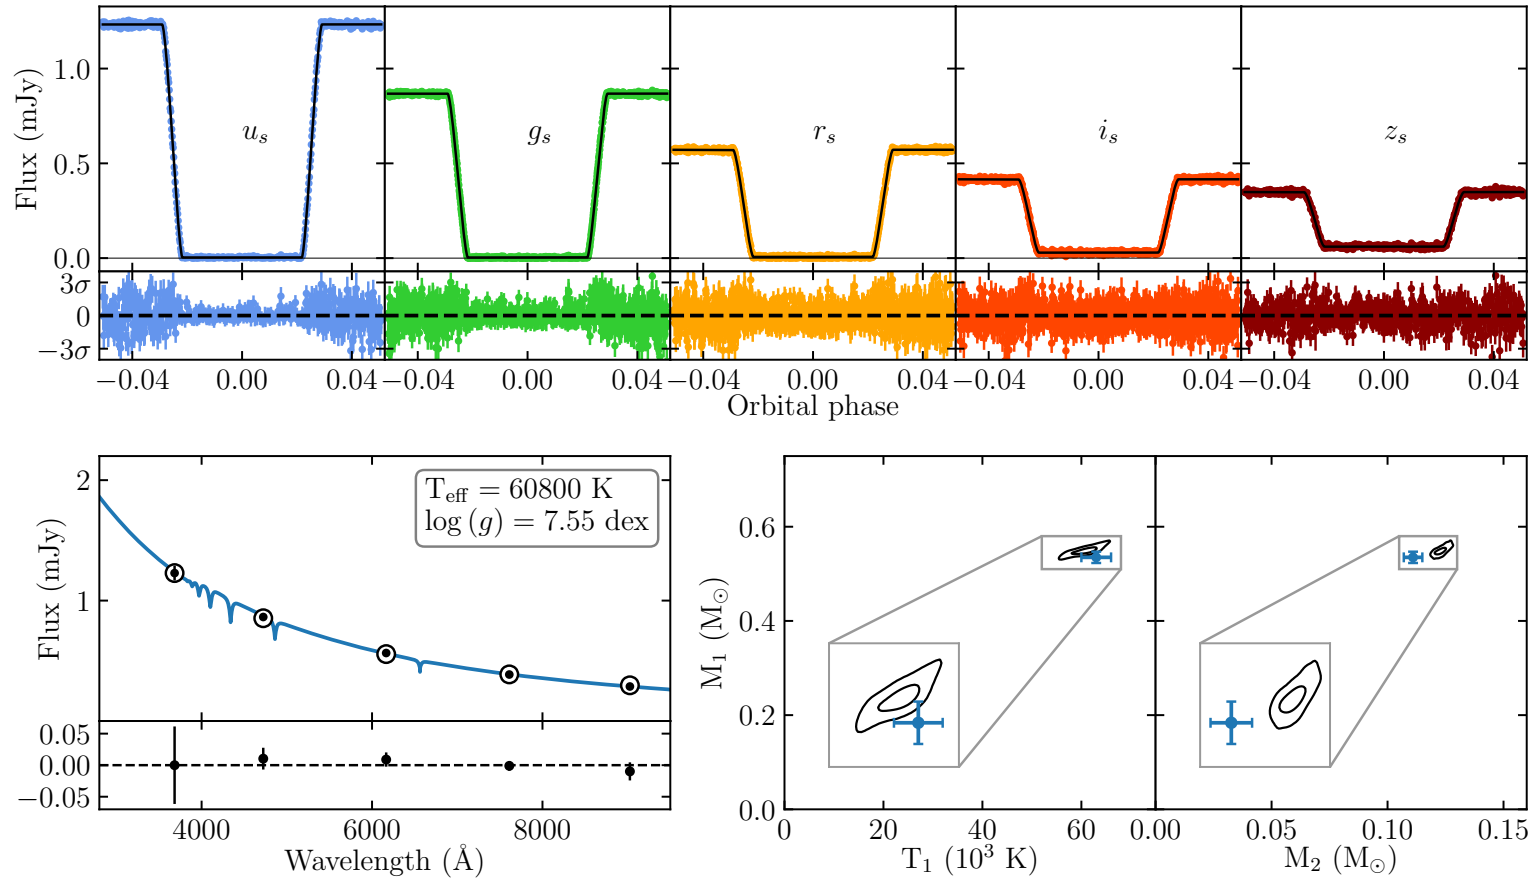 Flux (mJy)
1.0
0.5
0.0
u_s
g_s
r_s
i_s
z_s
3σ
0
−3σ
−0.04 0.00 0.04
−0.04 0.00 0.04
−0.04 0.00 0.04
−0.04 0.00 0.04
−0.04 0.00 0.04
Orbital phase
Flux (mJy)
2
1
T_eff = 60800 K
log (g) = 7.55 dex
0.05
0.00
−0.05
4000 6000 8000
Wavelength (Å)
M_1 (M_⊙)
0.6
0.4
0.2
0.0
0 20 40 60
T_1 (10^3 K)
0.00 0.05 0.10 0.15
M_2 (M_⊙)